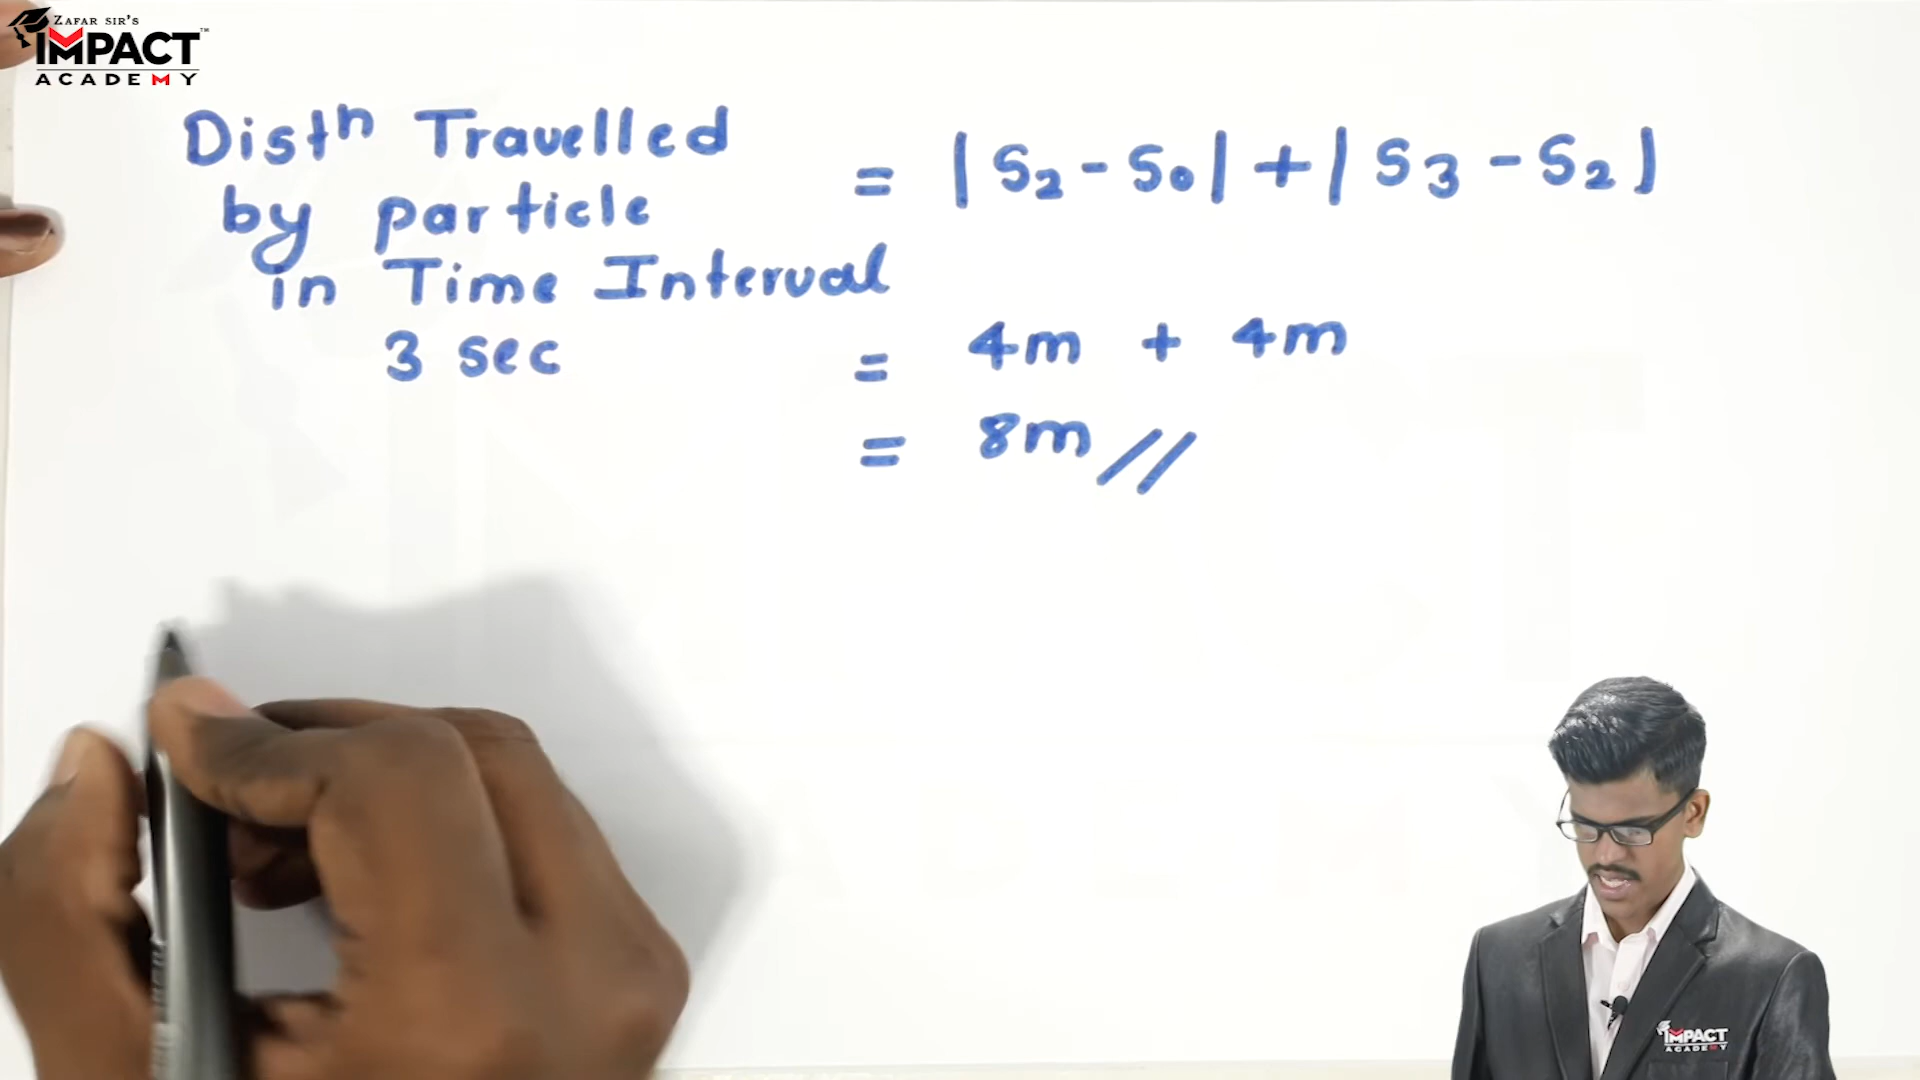 ZAFAR SIR'S
IMPACT™
ACADEMY
Distⁿ Travelled
by particle
in Time Interval
3 sec
= |S₂ - S₀| + |S₃ - S₂|
= 4m + 4m
= 8m //
IMPACT
ACADEMY